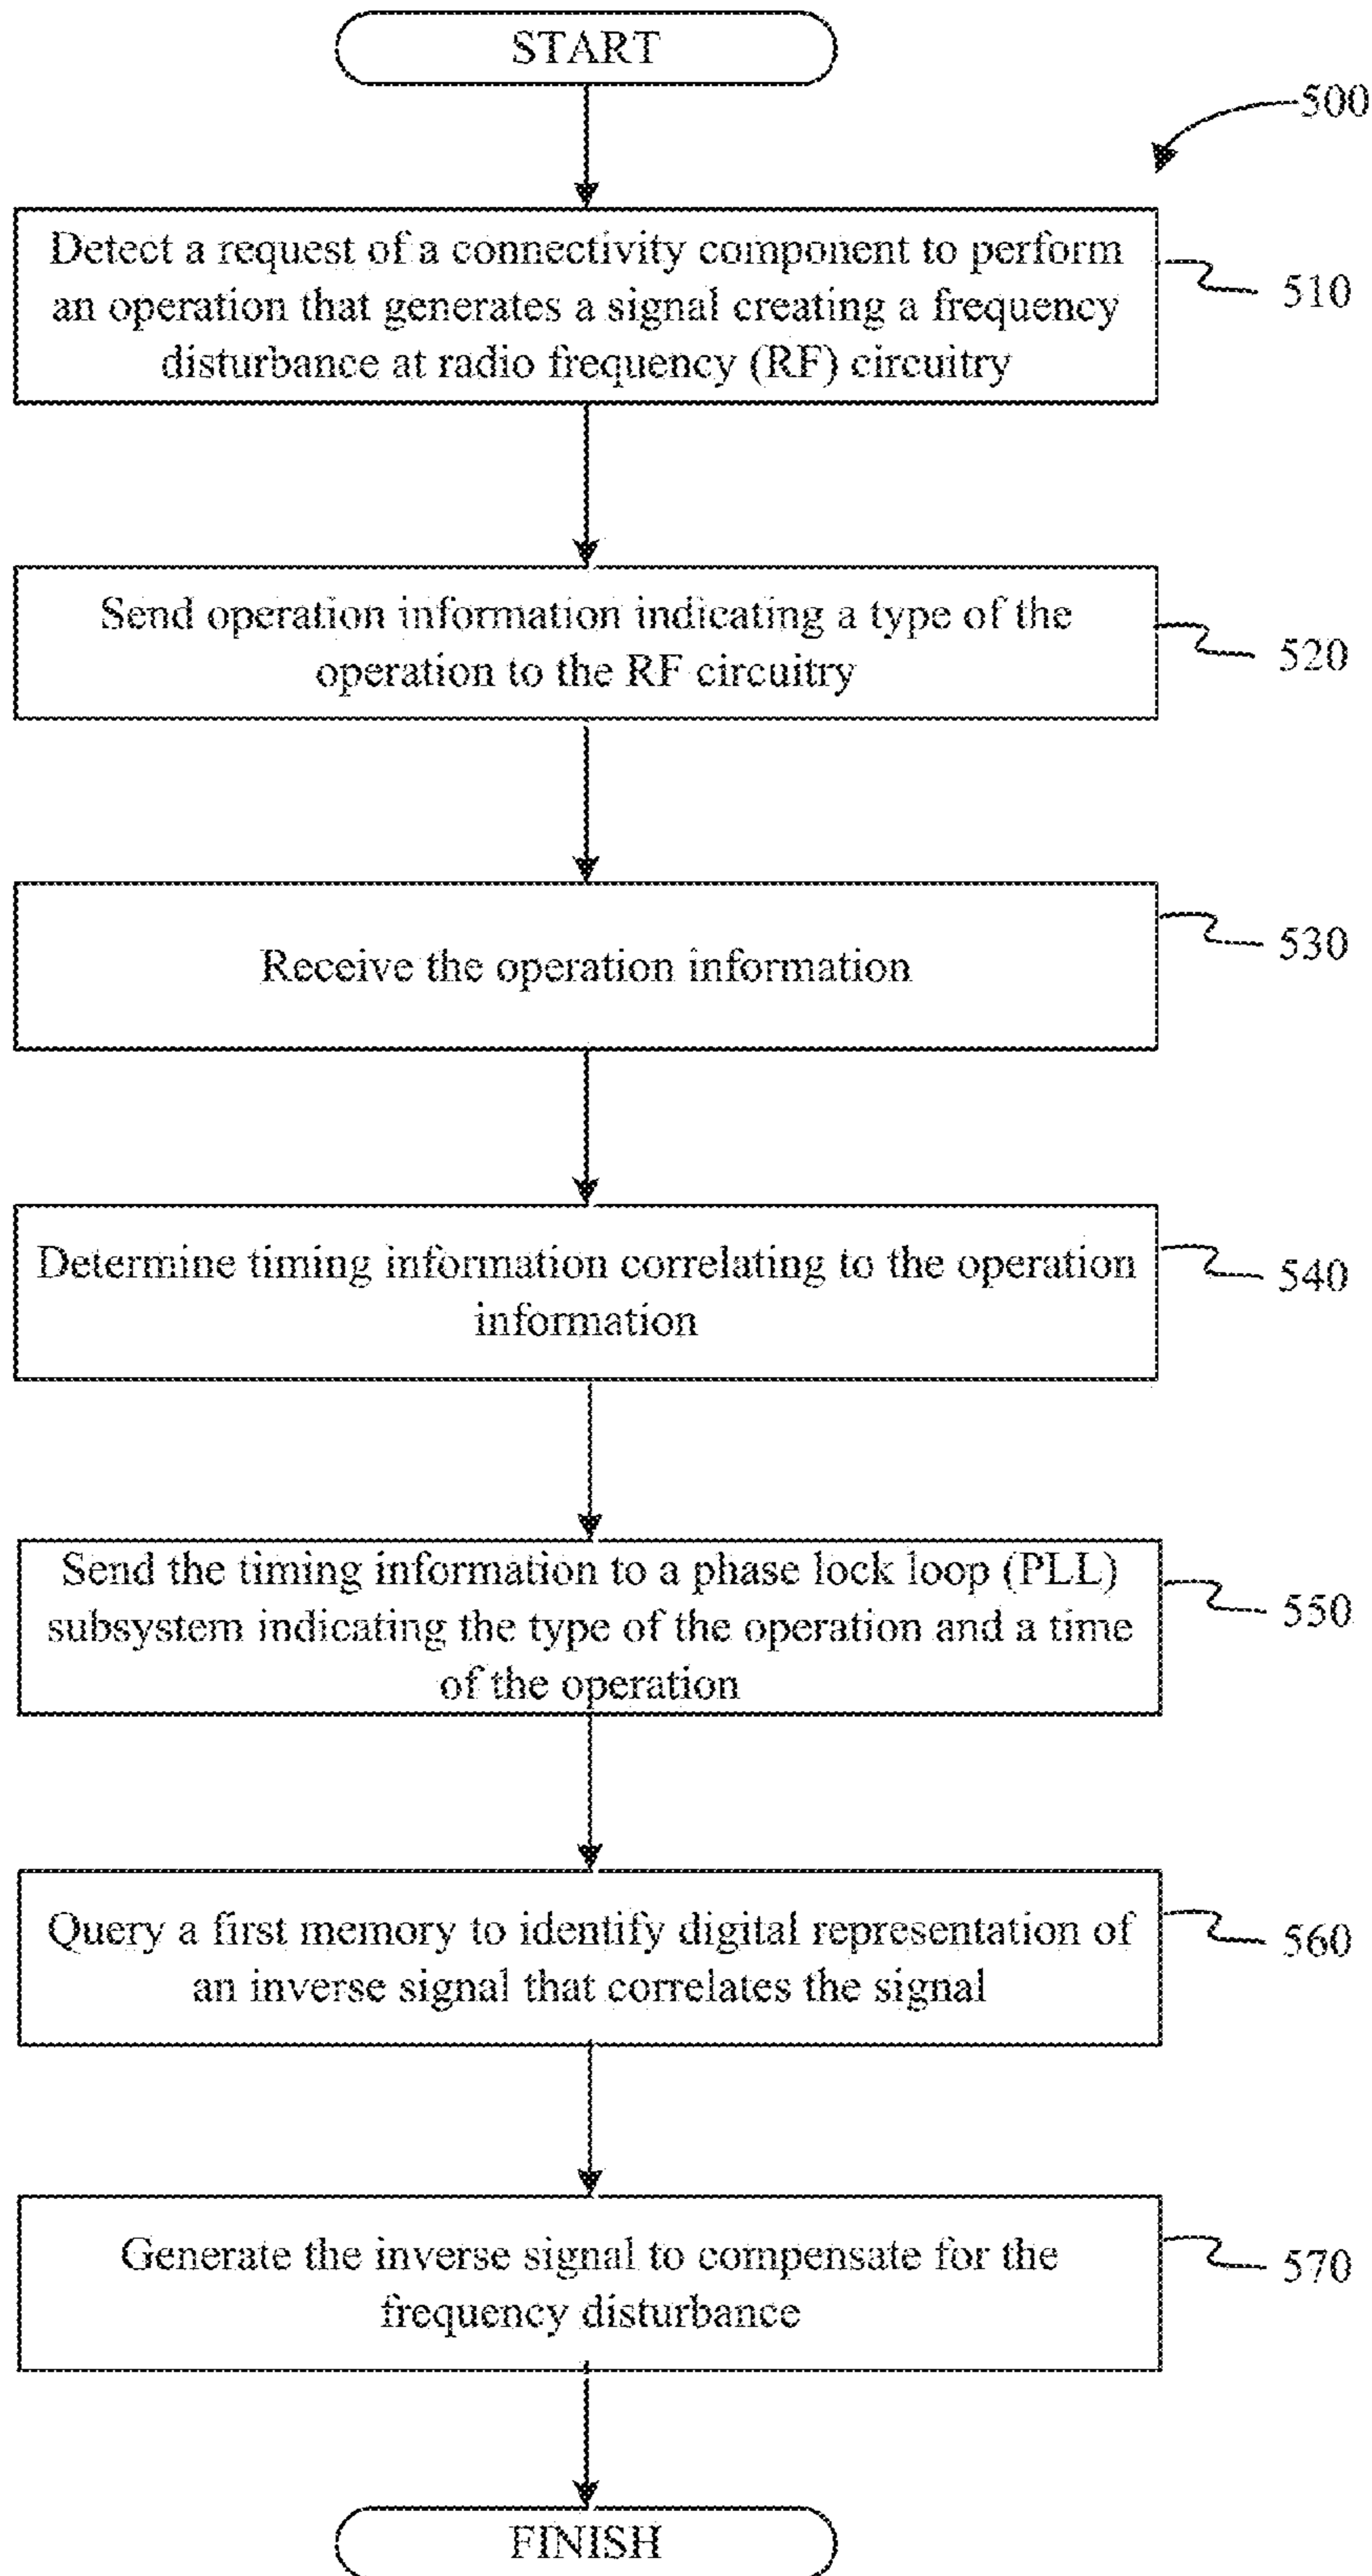 START
500
Detect a request of a connectivity component to perform
an operation that generates a signal creating a frequency
disturbance at radio frequency (RF) circuitry
510
Send operation information indicating a type of the
operation to the RF circuitry
520
Receive the operation information
530
Determine timing information correlating to the operation
information
540
Send the timing information to a phase lock loop (PLL)
subsystem indicating the type of the operation and a time
of the operation
550
Query a first memory to identify digital representation of
an inverse signal that correlates the signal
560
Generate the inverse signal to compensate for the
frequency disturbance
570
FINISH